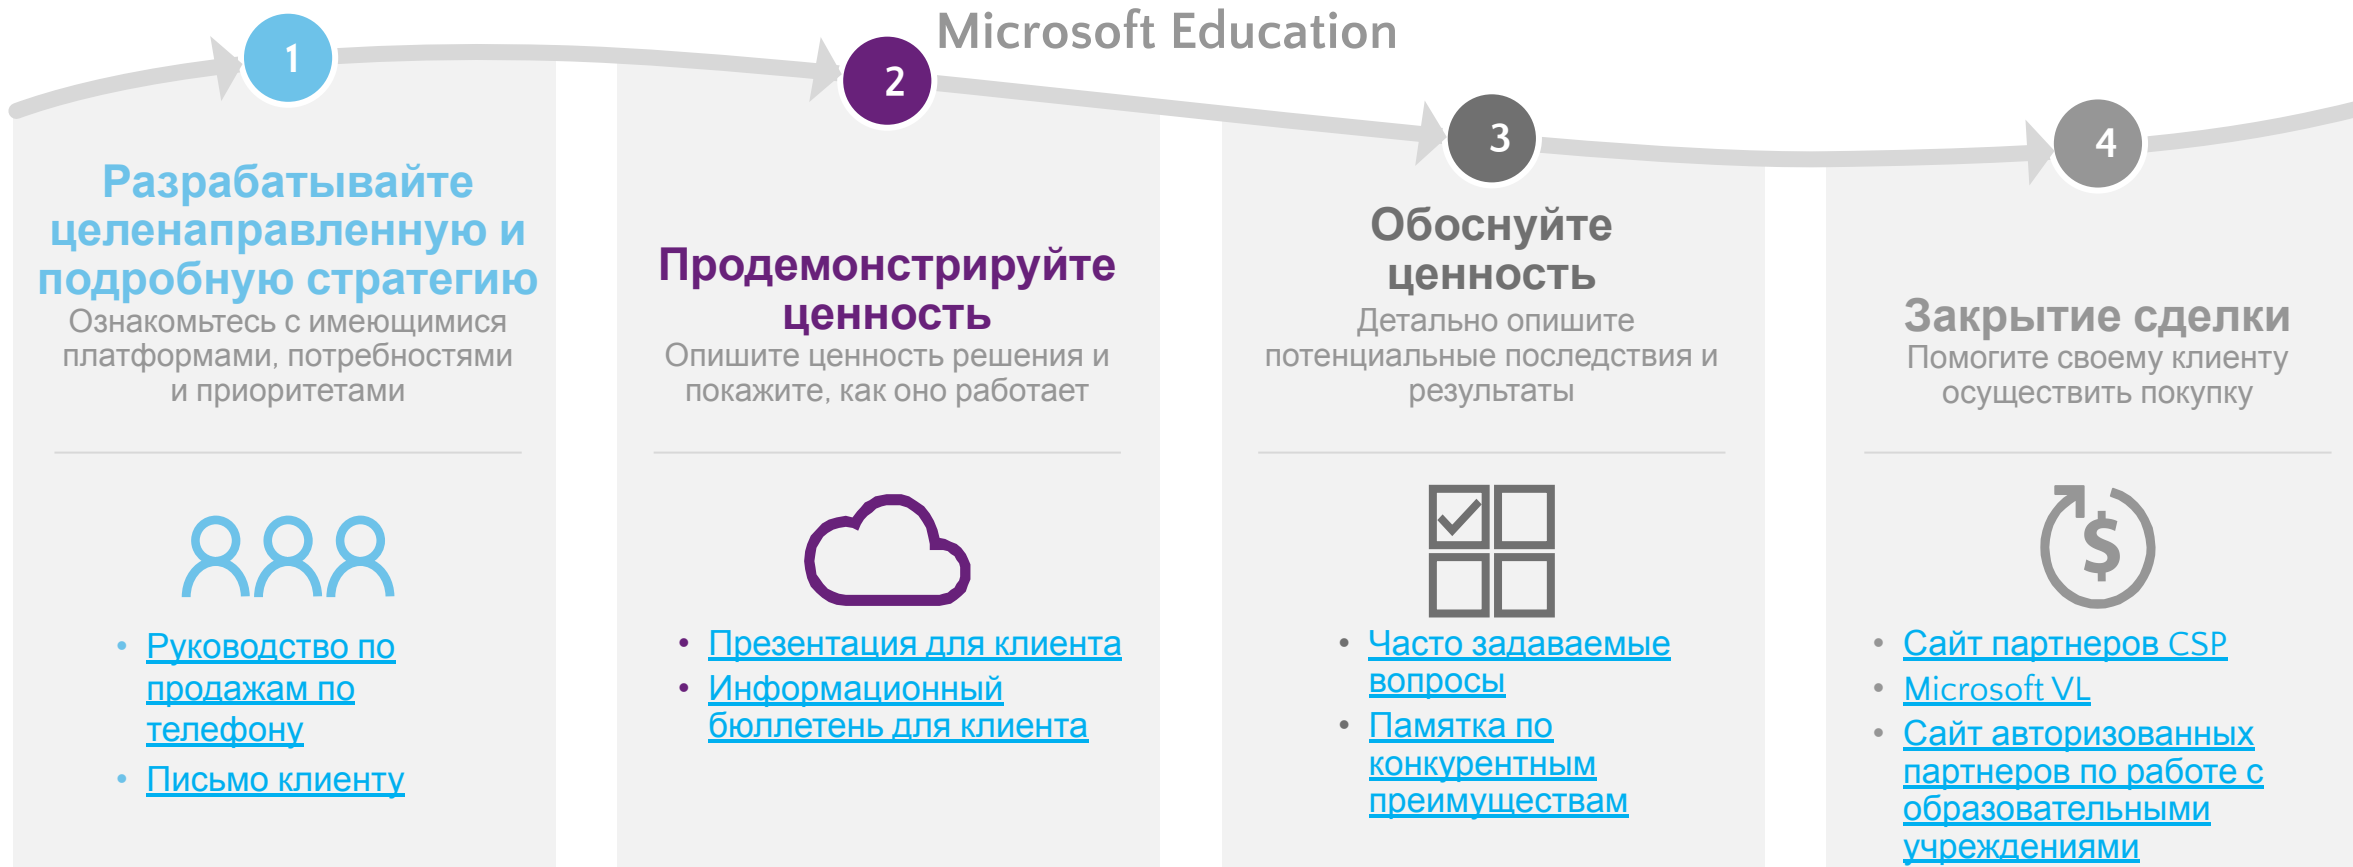 Microsoft Education
1
Разрабатывайте
целенаправленную и
подробную стратегию
Ознакомьтесь с имеющимися
платформами, потребностями
и приоритетами
• Руководство по
продажам по
телефону
• Письмо клиенту
2
Продемонстрируйте
ценность
Опишите ценность решения и
покажите, как оно работает
• Презентация для клиента
• Информационный
бюллетень для клиента
3
Обоснуйте
ценность
Детально опишите
потенциальные последствия и
результаты
• Часто задаваемые
вопросы
• Памятка по
конкурентным
преимуществам
4
Закрытие сделки
Помогите своему клиенту
осуществить покупку
$
• Сайт партнеров CSP
• Microsoft VL
• Сайт авторизованных
партнеров по работе с
образовательными
учреждениями